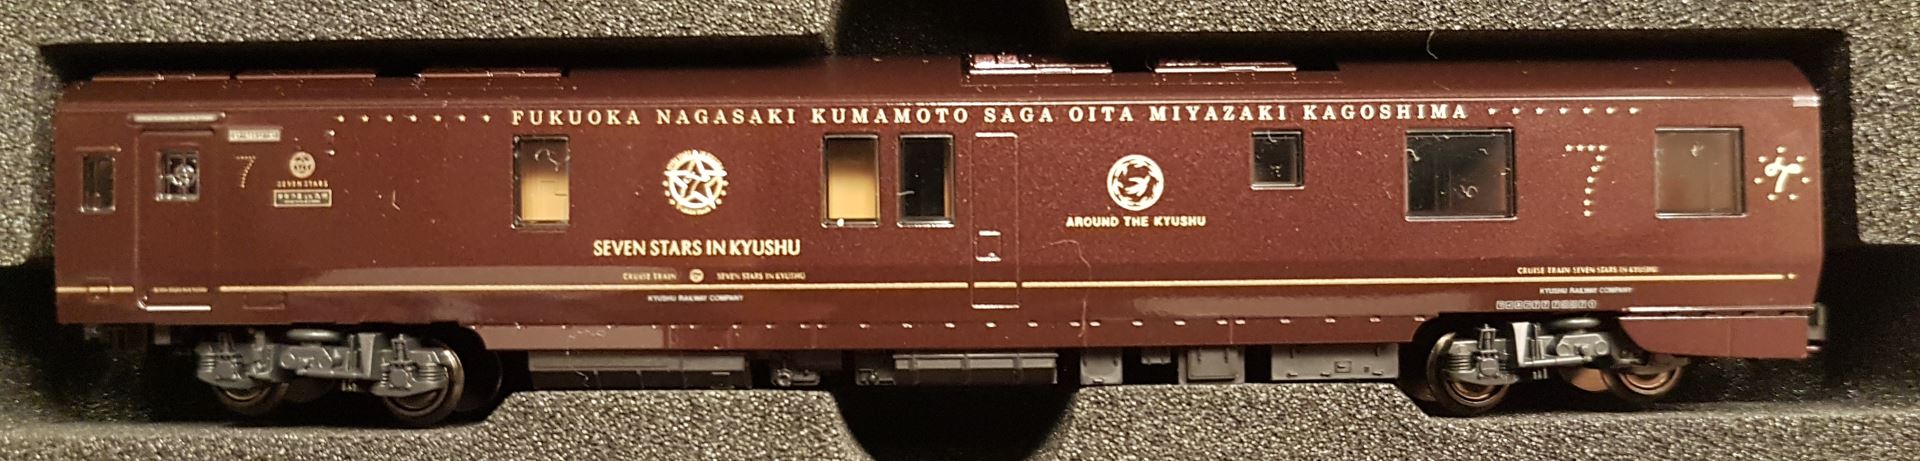 FUKUOKA NAGASAKI KUMAMOTO SAGA OITA MIYAZAKI KAGOSHIMA
7
SEVEN STARS
7
AROUND THE KYUSHU
SEVEN STARS IN KYUSHU
CRUISE TRAIN SEVEN STARS IN KYUSHU
KYUSHU RAILWAY COMPANY
CRUISE TRAIN SEVEN STARS IN KYUSHU
KYUSHU RAILWAY COMPANY